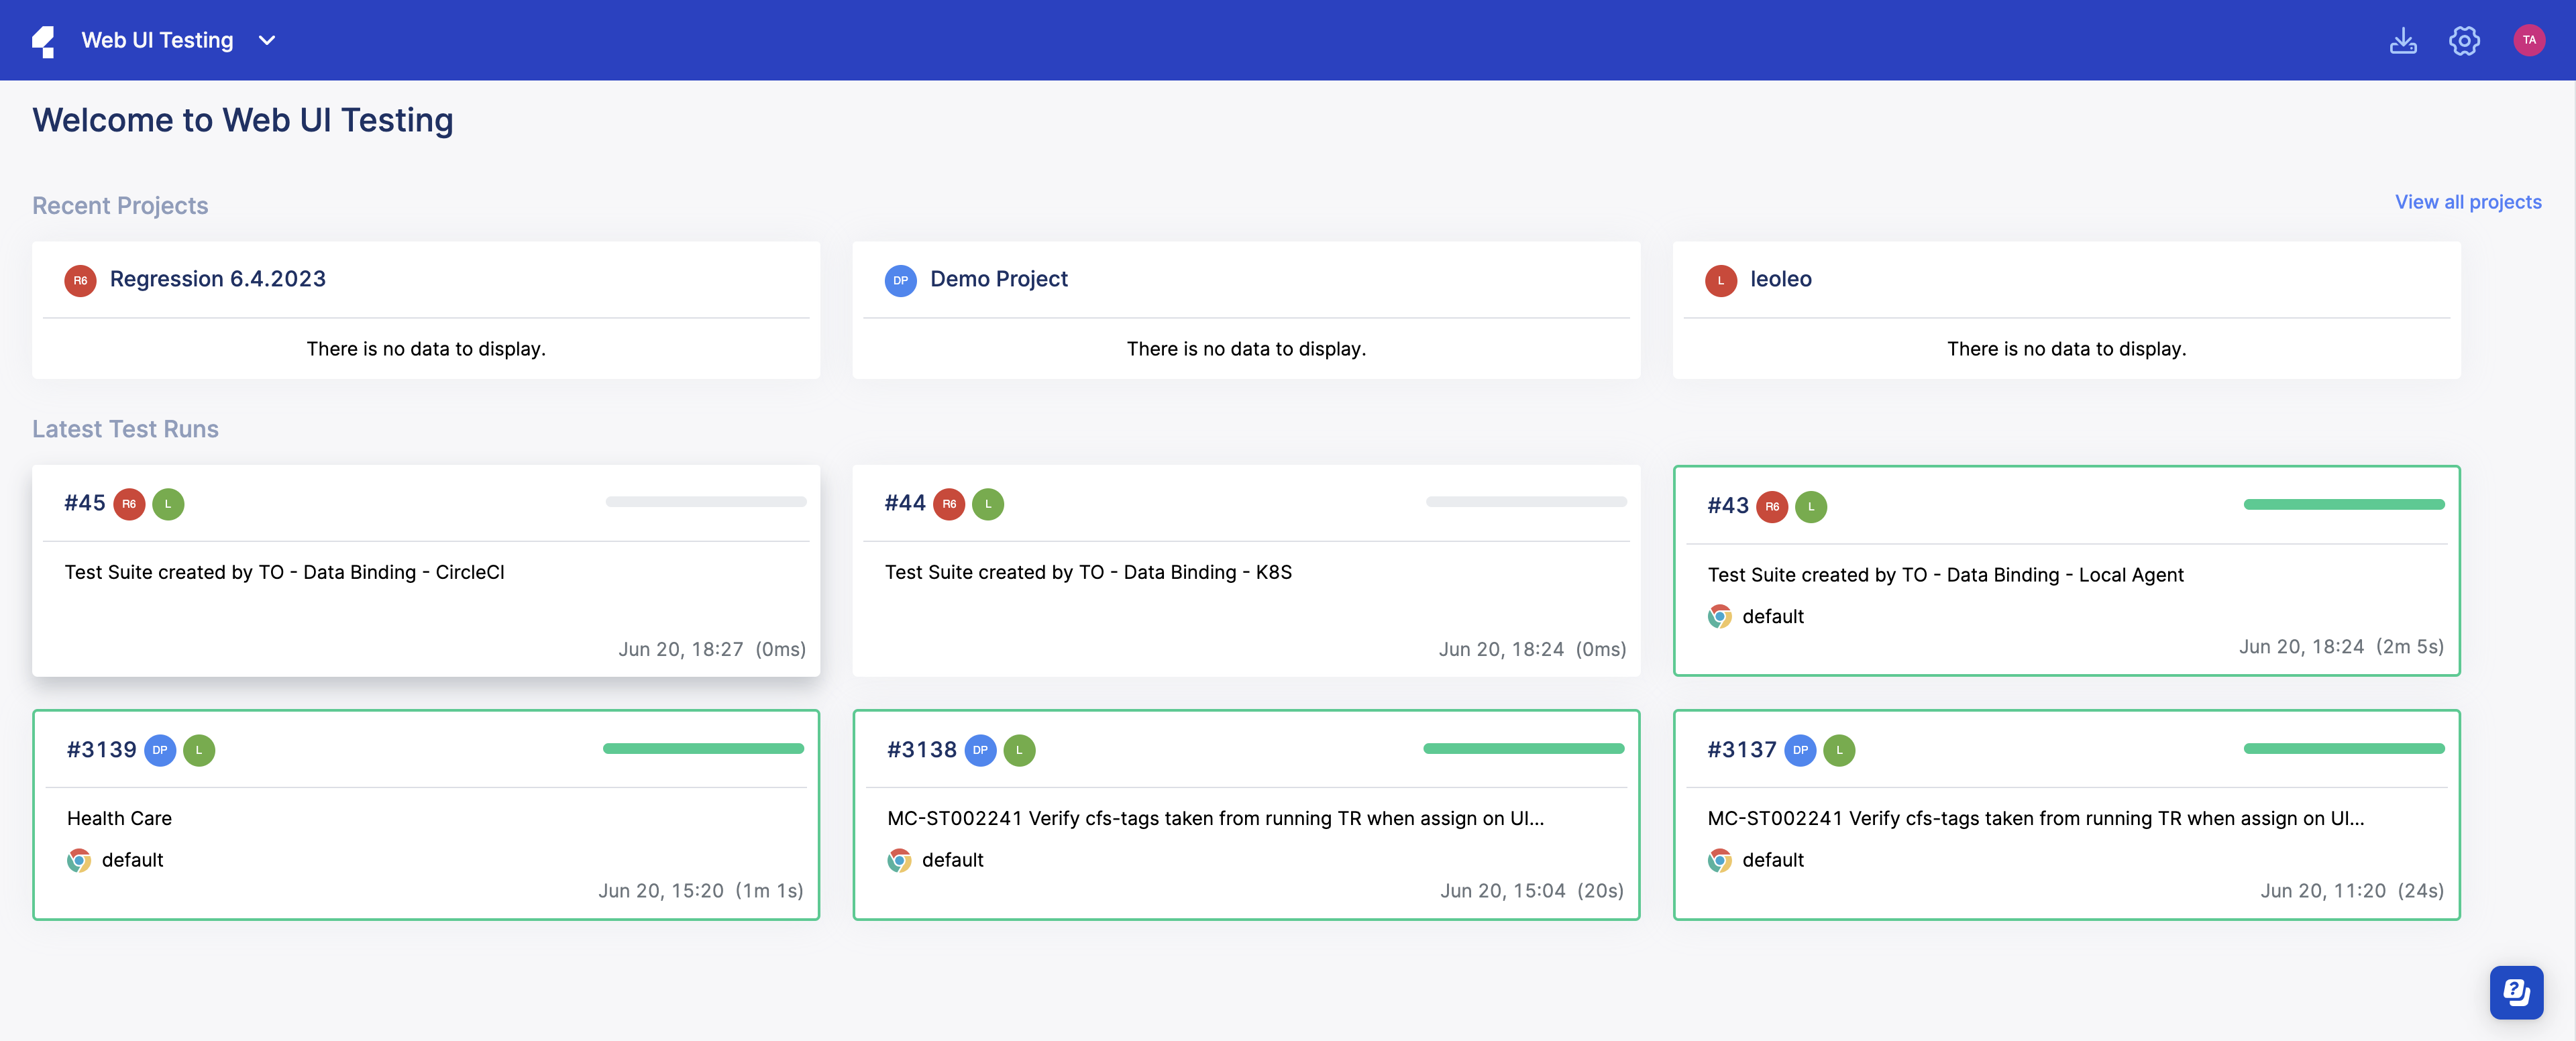 Web UI Testing
TA
Welcome to Web UI Testing
Recent Projects
View all projects
R6 Regression 6.4.2023
There is no data to display.
DP Demo Project
There is no data to display.
L leoleo
There is no data to display.
Latest Test Runs
#45 R6 L
Test Suite created by TO - Data Binding - CircleCI
Jun 20, 18:27 (0ms)
#44 R6 L
Test Suite created by TO - Data Binding - K8S
Jun 20, 18:24 (0ms)
#43 R6 L
Test Suite created by TO - Data Binding - Local Agent
default
Jun 20, 18:24 (2m 5s)
#3139 DP L
Health Care
default
Jun 20, 15:20 (1m 1s)
#3138 DP L
MC-ST002241 Verify cfs-tags taken from running TR when assign on UI...
default
Jun 20, 15:04 (20s)
#3137 DP L
MC-ST002241 Verify cfs-tags taken from running TR when assign on UI...
default
Jun 20, 11:20 (24s)
?